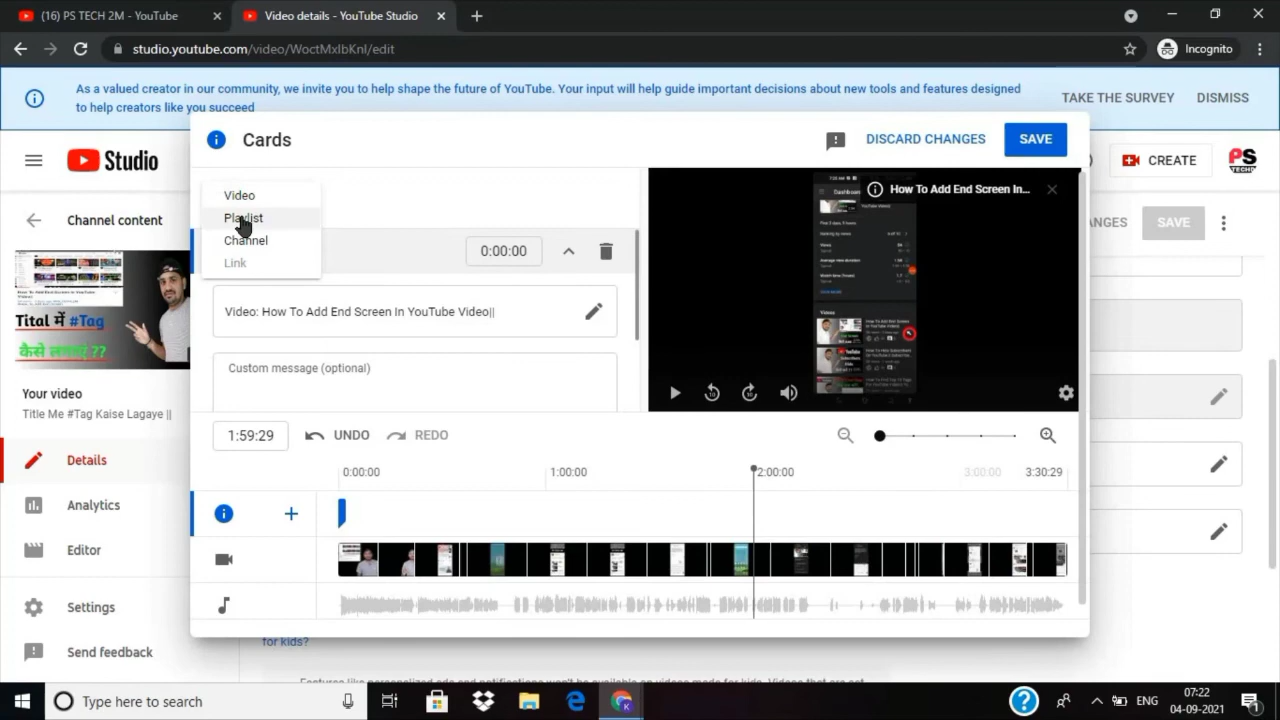 (16) PS TECH 2M - YouTube
Video details - YouTube Studio
studio.youtube.com/video/WoctMxIbKnI/edit
Incognito
As a valued creator in our community, we invite you to help shape the future of YouTube. Your input will help guide important decisions about new tools and features designed
to help creators like you succeed
TAKE THE SURVEY
DISMISS
Cards
DISCARD CHANGES
SAVE
Studio
CREATE
PS
Video
Playlist
Channel
Link
How To Add End Screen In...
Channel content
ANGES
SAVE
0:00:00
Video: How To Add End Screen In YouTube Video||
Custom message (optional)
Tital में #Tag
कैसे लगाएं ??
Your video
Title Me #Tag Kaise Lagaye ||
1:59:29
UNDO
REDO
Details
0:00:00
1:00:00
2:00:00
3:00:00
3:30:29
Analytics
Editor
Settings
Send feedback
for kids?
Type here to search
ENG
07:22
04-09-2021